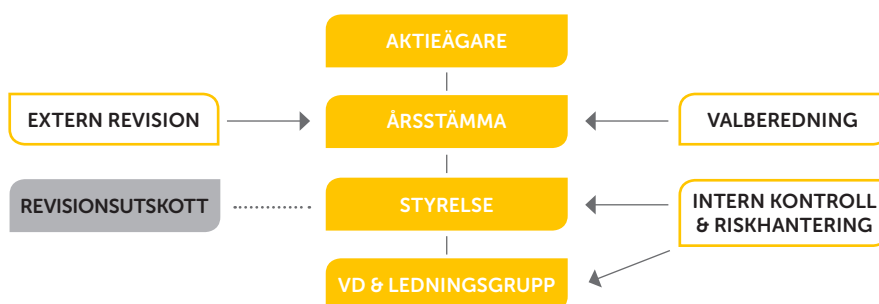 AKTIEÄGARE
EXTERN REVISION
ÅRSSTÄMMA
VALBEREDNING
REVISIONSUTSKOTT
STYRELSE
INTERN KONTROLL
& RISKHANTERING
VD & LEDNINGSGRUPP